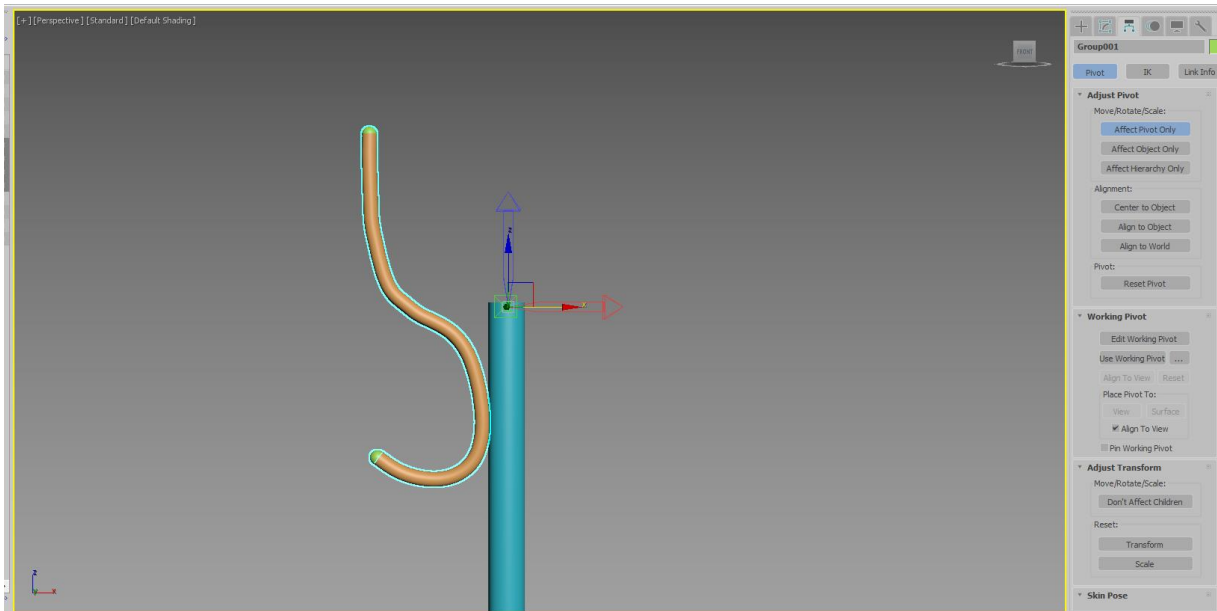 [+] [Perspective] [Standard] [Default Shading]
Group001
Pivot IK Link Info
Adjust Pivot
Move/Rotate/Scale:
Affect Pivot Only
Affect Object Only
Affect Hierarchy Only
Alignment:
Center to Object
Align to Object
Align to World
Pivot:
Reset Pivot
Working Pivot
Edit Working Pivot
Use Working Pivot ...
Align To View Reset
Place Pivot To:
View Surface
Align To View
Pin Working Pivot
Adjust Transform
Move/Rotate/Scale:
Don't Affect Children
Reset:
Transform
Scale
Skin Pose
z
z
x